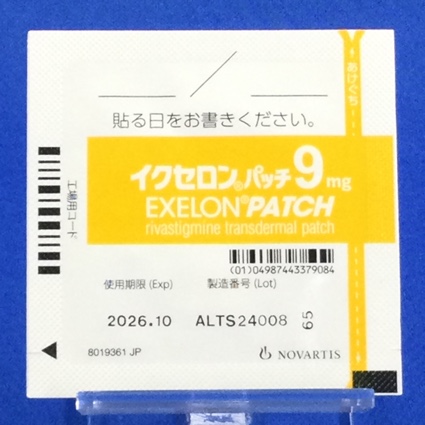 あけぐち
貼る日をお書きください。
イクセロン®パッチ9mg
EXELON®PATCH
rivastigmine transdermal patch
工場用コード
(01)04987443379084
使用期限(Exp) 製造番号(Lot)
2026.10 ALTS24008 65
8019361 JP NOVARTIS